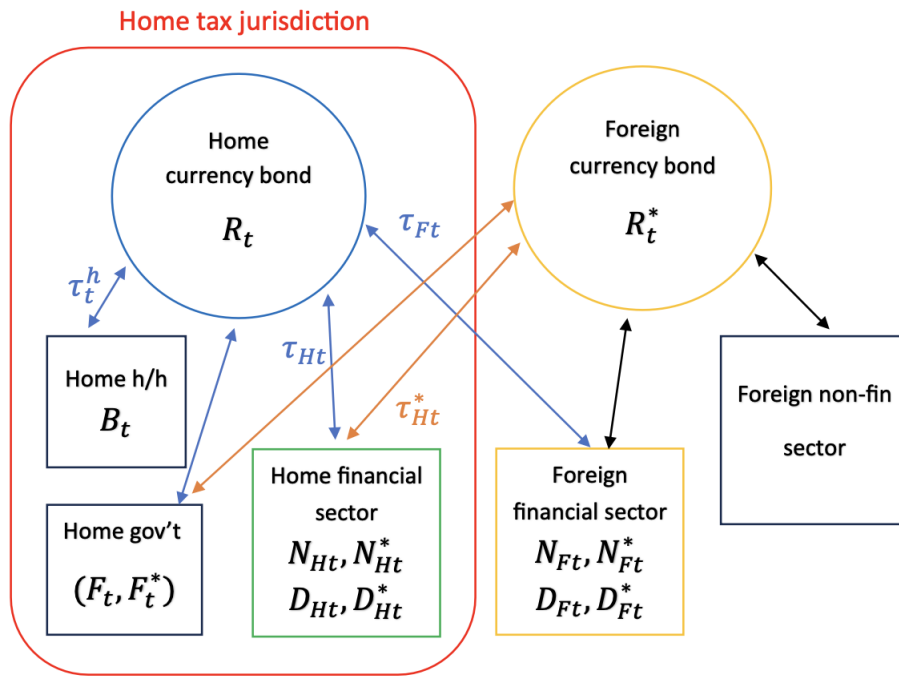 Home tax jurisdiction
Home
currency bond
R_t
Foreign
currency bond
R_t^*
τ_{Ft}
τ_t^h
τ_{Ht}
τ_{Ht}^*
Home h/h
B_t
Foreign non-fin
sector
Home gov't
(F_t, F_t^*)
Home financial
sector
N_{Ht}, N_{Ht}^*
D_{Ht}, D_{Ht}^*
Foreign
financial sector
N_{Ft}, N_{Ft}^*
D_{Ft}, D_{Ft}^*